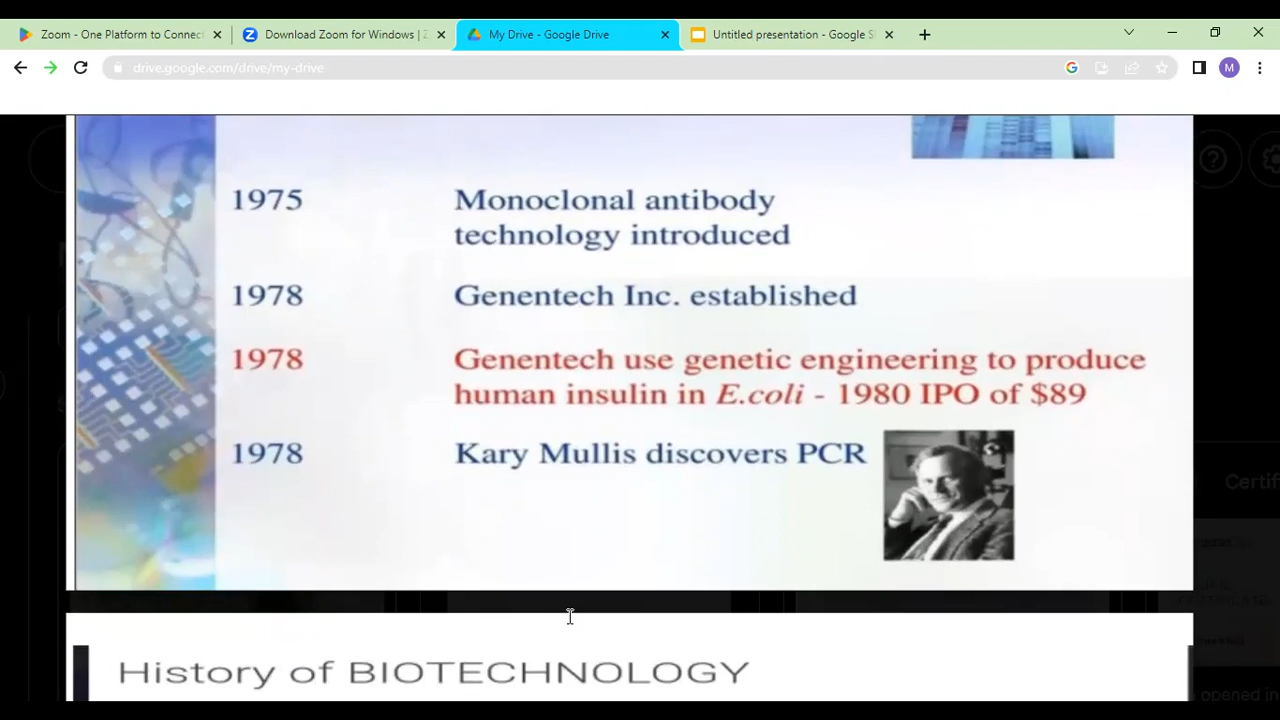 Zoom - One Platform to Connect
Download Zoom for Windows | Z
My Drive - Google Drive
Untitled presentation - Google S
drive.google.com/drive/my-drive
M
1975 Monoclonal antibody
technology introduced
1978 Genentech Inc. established
1978 Genentech use genetic engineering to produce
human insulin in E.coli - 1980 IPO of $89
1978 Kary Mullis discovers PCR
Certif
History of BIOTECHNOLOGY
opened in